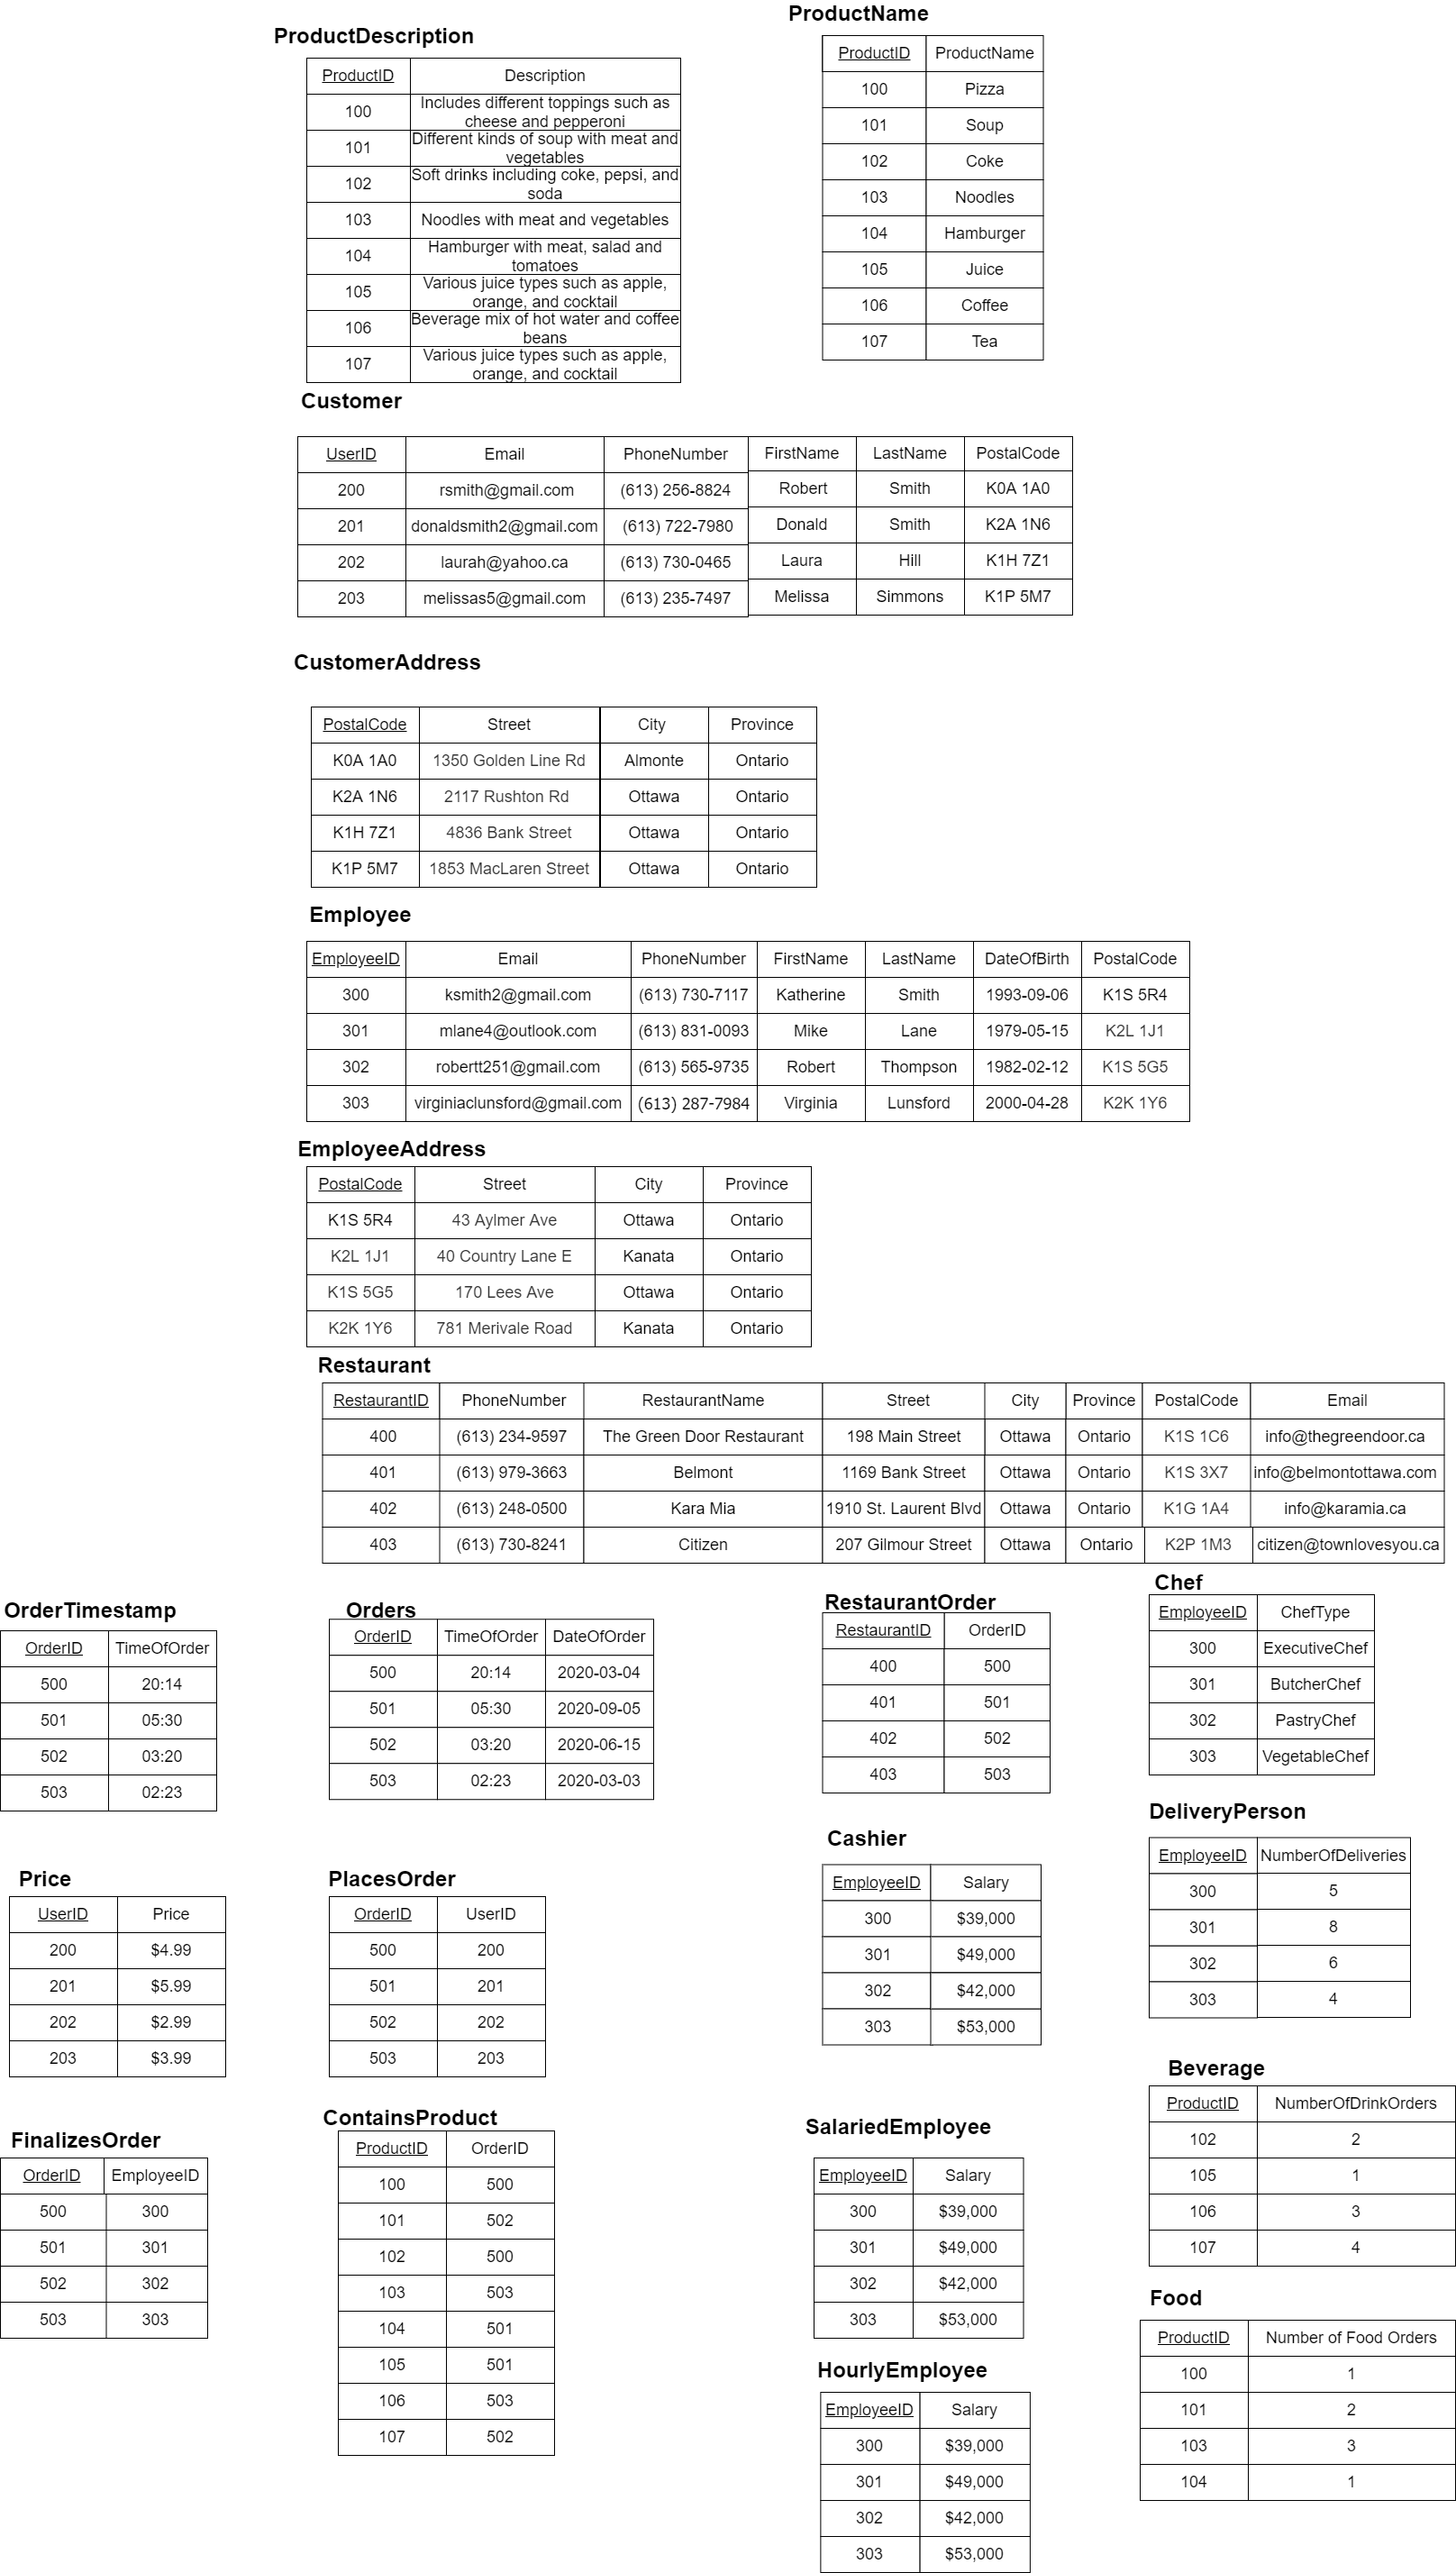 ProductName
ProductDescription
ProductID ProductName
100 Pizza
101 Soup
102 Coke
103 Noodles
104 Hamburger
105 Juice
106 Coffee
107 Tea
ProductID Description
100 Includes different toppings such as
cheese and pepperoni
101 Different kinds of soup with meat and
vegetables
102 Soft drinks including coke, pepsi, and
soda
103 Noodles with meat and vegetables
104 Hamburger with meat, salad and
tomatoes
105 Various juice types such as apple,
orange, and cocktail
106 Beverage mix of hot water and coffee
beans
107 Various juice types such as apple,
orange, and cocktail
Customer
UserID Email PhoneNumber FirstName LastName PostalCode
200 rsmith@gmail.com (613) 256-8824 Robert Smith K0A 1A0
201 donaldsmith2@gmail.com (613) 722-7980 Donald Smith K2A 1N6
202 laurah@yahoo.ca (613) 730-0465 Laura Hill K1H 7Z1
203 melissas5@gmail.com (613) 235-7497 Melissa Simmons K1P 5M7
CustomerAddress
PostalCode Street City Province
K0A 1A0 1350 Golden Line Rd Almonte Ontario
K2A 1N6 2117 Rushton Rd Ottawa Ontario
K1H 7Z1 4836 Bank Street Ottawa Ontario
K1P 5M7 1853 MacLaren Street Ottawa Ontario
Employee
EmployeeID Email PhoneNumber FirstName LastName DateOfBirth PostalCode
300 ksmith2@gmail.com (613) 730-7117 Katherine Smith 1993-09-06 K1S 5R4
301 mlane4@outlook.com (613) 831-0093 Mike Lane 1979-05-15 K2L 1J1
302 robertt251@gmail.com (613) 565-9735 Robert Thompson 1982-02-12 K1S 5G5
303 virginiaclunsford@gmail.com (613) 287-7984 Virginia Lunsford 2000-04-28 K2K 1Y6
EmployeeAddress
PostalCode Street City Province
K1S 5R4 43 Aylmer Ave Ottawa Ontario
K2L 1J1 40 Country Lane E Kanata Ontario
K1S 5G5 170 Lees Ave Ottawa Ontario
K2K 1Y6 781 Merivale Road Kanata Ontario
Restaurant
RestaurantID PhoneNumber RestaurantName Street City Province PostalCode Email
400 (613) 234-9597 The Green Door Restaurant 198 Main Street Ottawa Ontario K1S 1C6 info@thegreendoor.ca
401 (613) 979-3663 Belmont 1169 Bank Street Ottawa Ontario K1S 3X7 info@belmontottawa.com
402 (613) 248-0500 Kara Mia 1910 St. Laurent Blvd Ottawa Ontario K1G 1A4 info@karamia.ca
403 (613) 730-8241 Citizen 207 Gilmour Street Ottawa Ontario K2P 1M3 citizen@townlovesyou.ca
OrderTimestamp
OrderID TimeOfOrder
500 20:14
501 05:30
502 03:20
503 02:23
Orders
OrderID TimeOfOrder DateOfOrder
500 20:14 2020-03-04
501 05:30 2020-09-05
502 03:20 2020-06-15
503 02:23 2020-03-03
RestaurantOrder
RestaurantID OrderID
400 500
401 501
402 502
403 503
Chef
EmployeeID ChefType
300 ExecutiveChef
301 ButcherChef
302 PastryChef
303 VegetableChef
Price
UserID Price
200 $4.99
201 $5.99
202 $2.99
203 $3.99
PlacesOrder
OrderID UserID
500 200
501 201
502 202
503 203
Cashier
EmployeeID Salary
300 $39,000
301 $49,000
302 $42,000
303 $53,000
DeliveryPerson
EmployeeID NumberOfDeliveries
300 5
301 8
302 6
303 4
FinalizesOrder
OrderID EmployeeID
500 300
501 301
502 302
503 303
ContainsProduct
ProductID OrderID
100 500
101 502
102 500
103 503
104 501
105 501
106 503
107 502
SalariedEmployee
EmployeeID Salary
300 $39,000
301 $49,000
302 $42,000
303 $53,000
Beverage
ProductID NumberOfDrinkOrders
102 2
105 1
106 3
107 4
HourlyEmployee
EmployeeID Salary
300 $39,000
301 $49,000
302 $42,000
303 $53,000
Food
ProductID Number of Food Orders
100 1
101 2
103 3
104 1